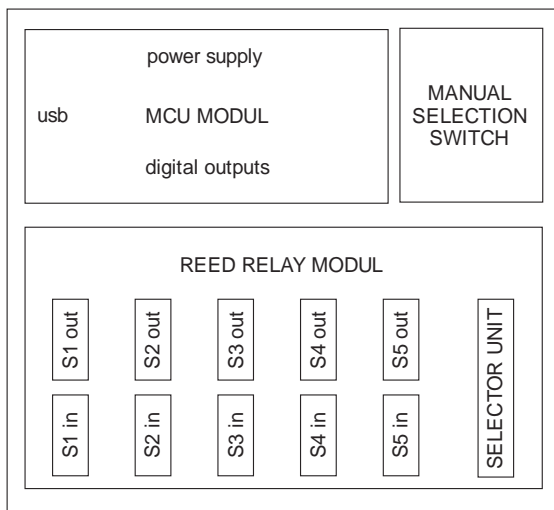 power supply
usb
MCU MODUL
digital outputs
MANUAL
SELECTION
SWITCH
REED RELAY MODUL
S1 out
S2 out
S3 out
S4 out
S5 out
S1 in
S2 in
S3 in
S4 in
S5 in
SELECTOR UNIT